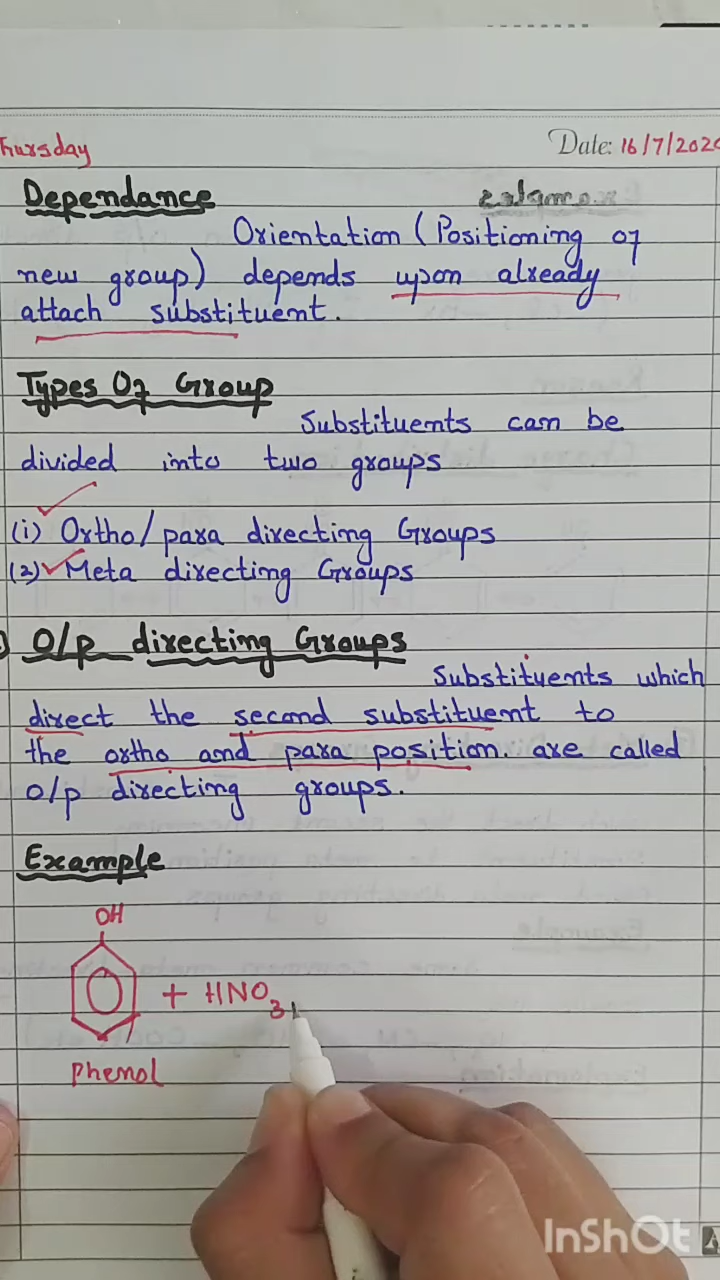 Thursday
Date: 16/7/202
Dependance
Orientation (Positioning of
new group) depends upon already
attach substituent.
Types Of Group
Substituents can be
divided into two groups
(i) Ortho/para directing Groups
(2) Meta directing Groups
O/p directing Groups
Substituents which
direct the second substituent to
the ortho and para position. are called
o/p directing groups.
Example
OH
+ HNO3
Phenol
InShOt